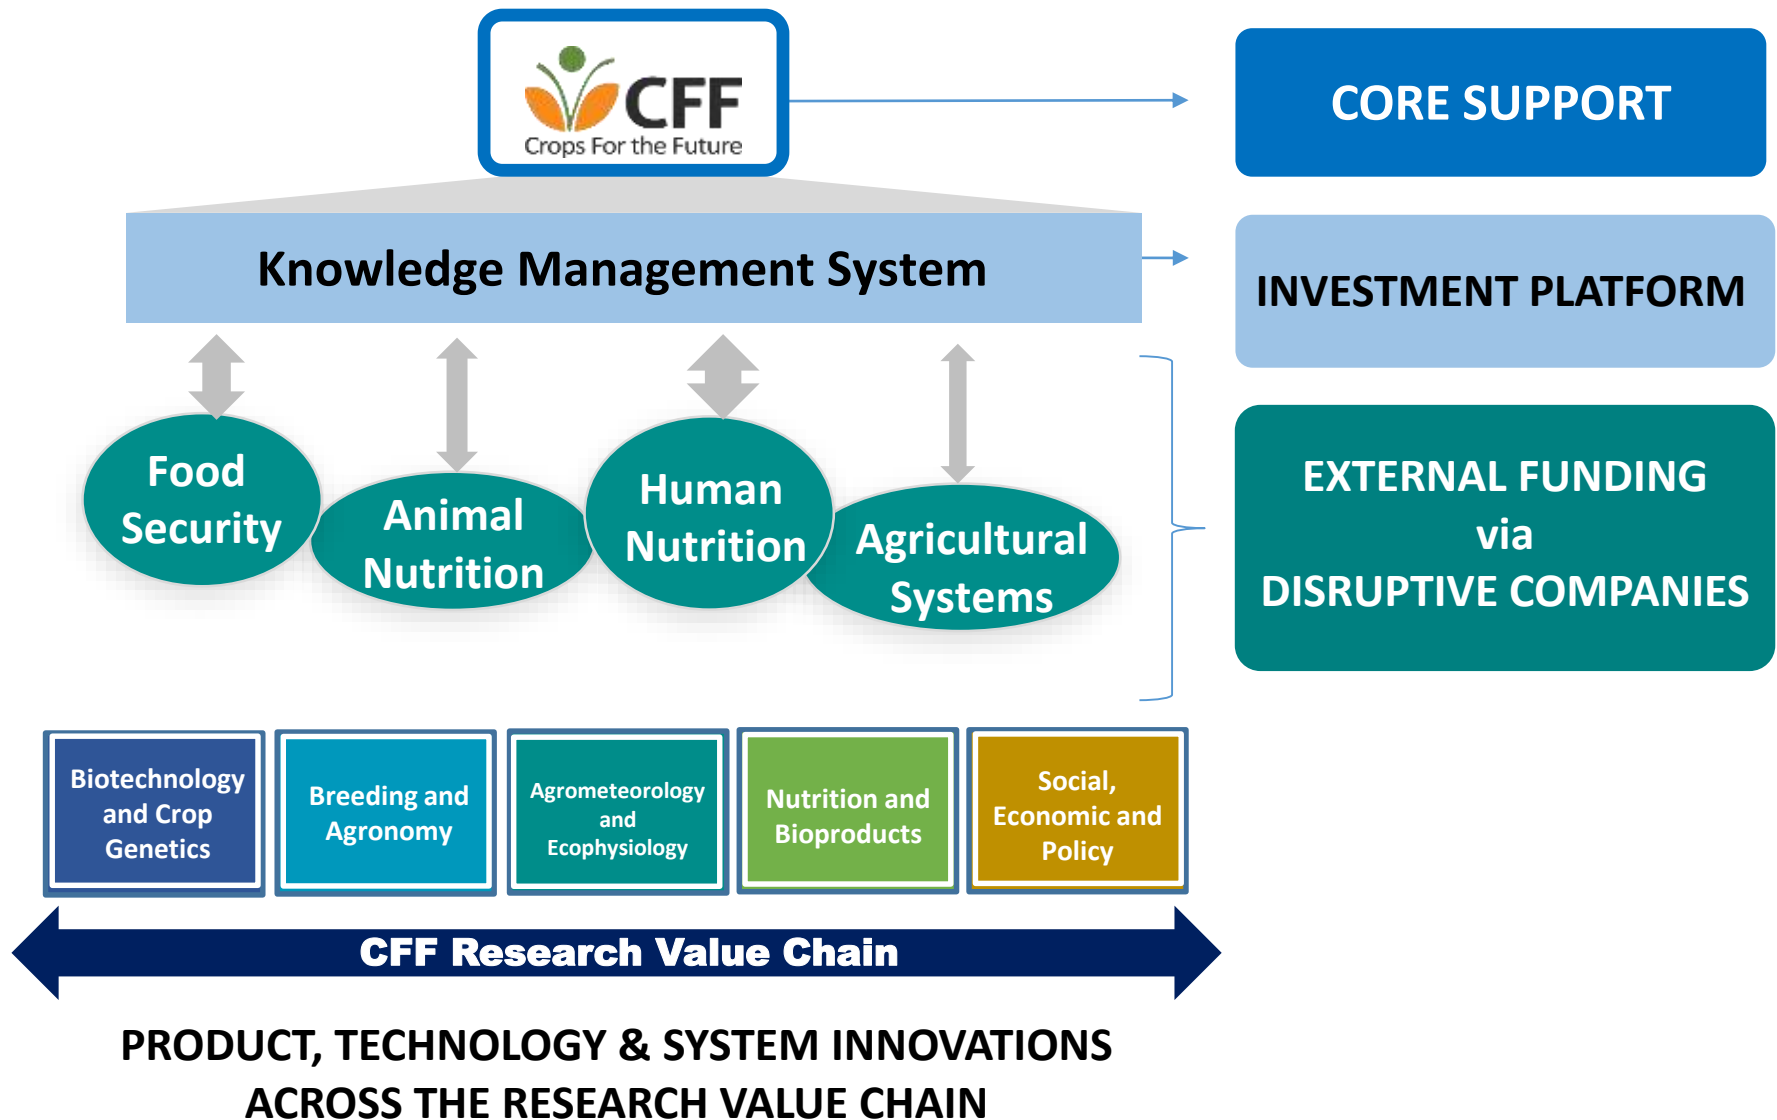 CFF
Crops For the Future
CORE SUPPORT
Knowledge Management System
INVESTMENT PLATFORM
Food
Security
Animal
Nutrition
Human
Nutrition
Agricultural
Systems
EXTERNAL FUNDING
via
DISRUPTIVE COMPANIES
Biotechnology
and Crop
Genetics
Breeding and
Agronomy
Agrometeorology
and
Ecophysiology
Nutrition and
Bioproducts
Social,
Economic and
Policy
CFF Research Value Chain
PRODUCT, TECHNOLOGY & SYSTEM INNOVATIONS
ACROSS THE RESEARCH VALUE CHAIN